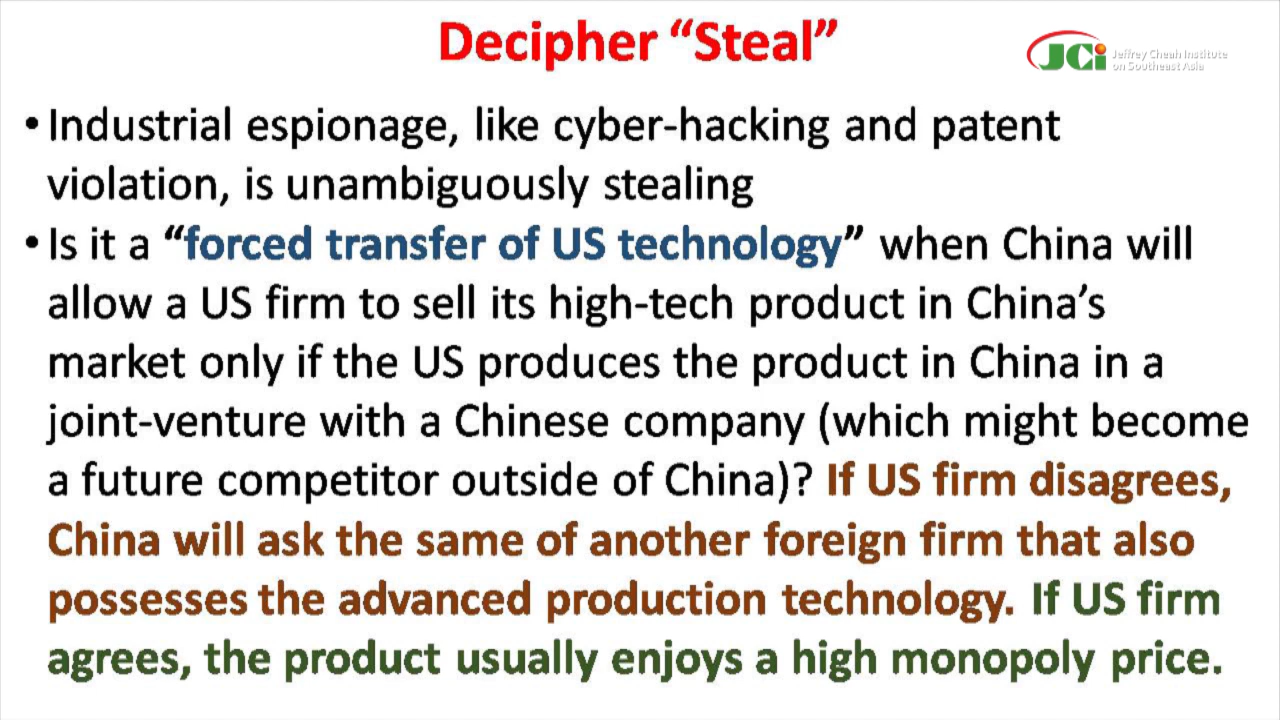 Decipher “Steal”
JCi Jeffrey Cheah Institute
on Southeast Asia
•Industrial espionage, like cyber-hacking and patent
violation, is unambiguously stealing
•Is it a “forced transfer of US technology” when China will
allow a US firm to sell its high-tech product in China’s
market only if the US produces the product in China in a
joint-venture with a Chinese company (which might become
a future competitor outside of China)? If US firm disagrees,
China will ask the same of another foreign firm that also
possesses the advanced production technology. If US firm
agrees, the product usually enjoys a high monopoly price.